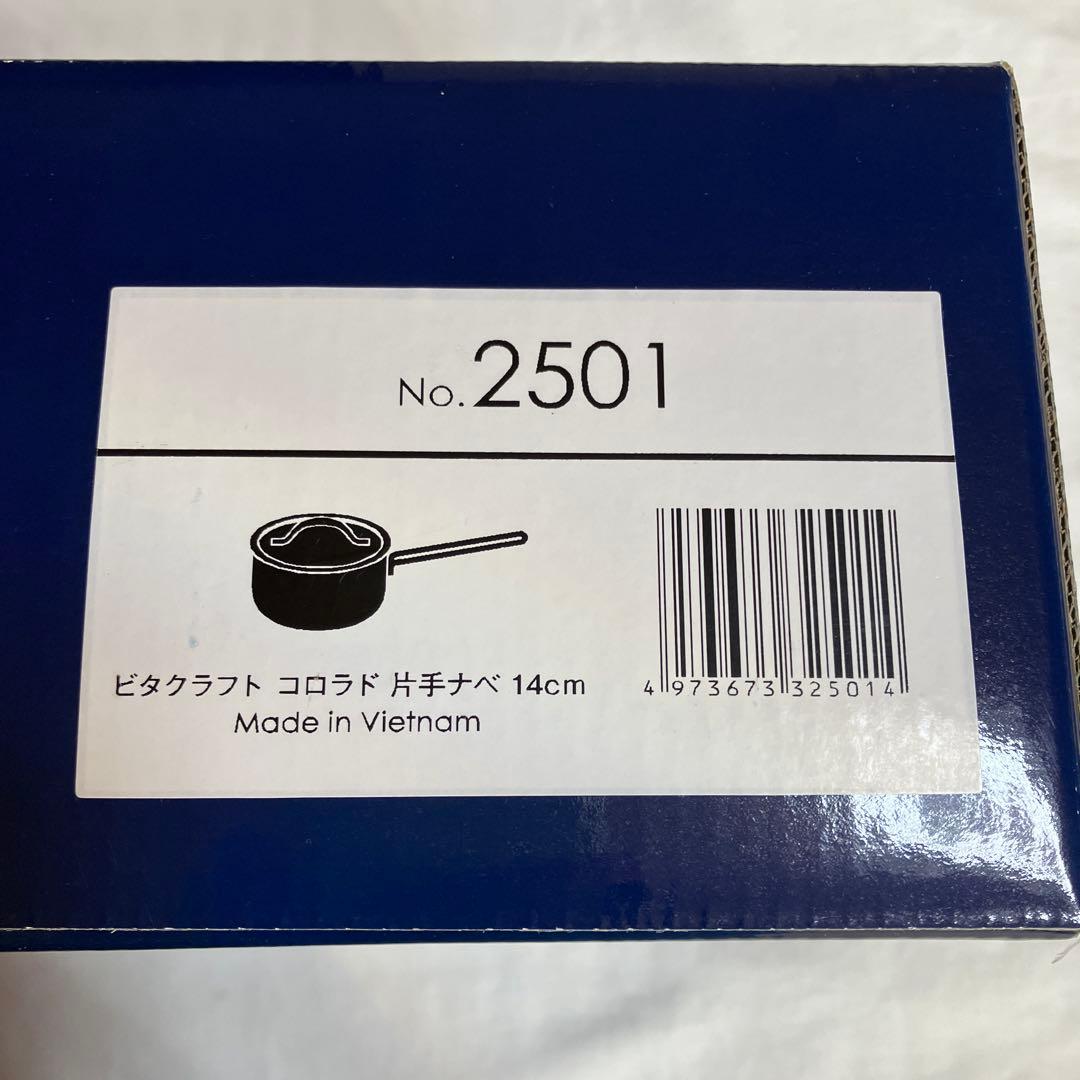 No. 2501
ビタクラフト コロラド 片手ナベ 14cm
Made in Vietnam
4 973673 325014